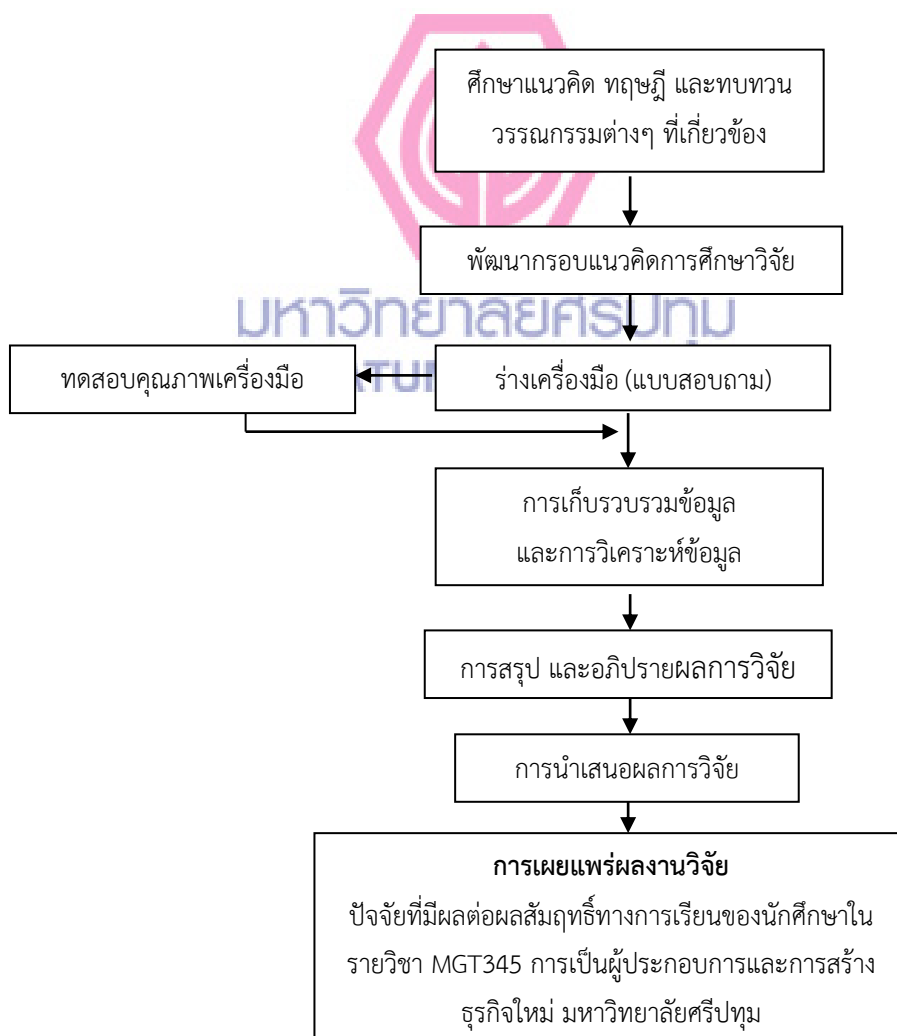 ศึกษาแนวคิด ทฤษฎี และทบทวน
วรรณกรรมต่างๆ ที่เกี่ยวข้อง
พัฒนากรอบแนวคิดการศึกษาวิจัย
มหาวิทยาลัยศรีปทุม
ทดสอบคุณภาพเครื่องมือ
ร่างเครื่องมือ (แบบสอบถาม)
การเก็บรวบรวมข้อมูล
และการวิเคราะห์ข้อมูล
การสรุป และอภิปรายผลการวิจัย
การนำเสนอผลการวิจัย
การเผยแพร่ผลงานวิจัย
ปัจจัยที่มีผลต่อผลสัมฤทธิ์ทางการเรียนของนักศึกษาใน
รายวิชา MGT345 การเป็นผู้ประกอบการและการสร้าง
ธุรกิจใหม่ มหาวิทยาลัยศรีปทุม